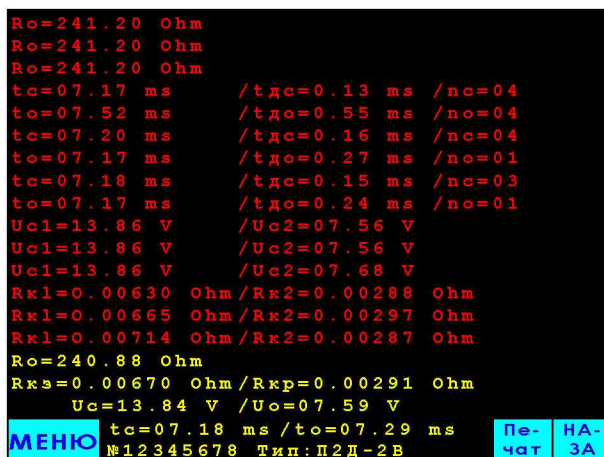 Ro=241.20 Ohm
Ro=241.20 Ohm
Ro=241.20 Ohm
tc=07.17 ms /tдс=0.13 ms /nc=04
to=07.52 ms /tдо=0.55 ms /no=04
tc=07.20 ms /tдс=0.16 ms /nc=04
to=07.17 ms /tдо=0.27 ms /no=01
tc=07.18 ms /tдс=0.15 ms /nc=03
to=07.17 ms /tдо=0.24 ms /no=01
Uc1=13.86 V /Uc2=07.56 V
Uc1=13.86 V /Uc2=07.56 V
Uc1=13.86 V /Uc2=07.68 V
Rк1=0.00630 Ohm/Rк2=0.00288 Ohm
Rк1=0.00665 Ohm/Rк2=0.00297 Ohm
Rк1=0.00714 Ohm/Rк2=0.00287 Ohm
Ro=240.88 Ohm
Rкз=0.00670 Ohm/Rкр=0.00291 Ohm
Uc=13.84 V /Uo=07.59 V
tc=07.18 ms/to=07.29 ms
№12345678 Тип:П2Д-2В
МЕНЮ
Пе-
чат
НА-
ЗА